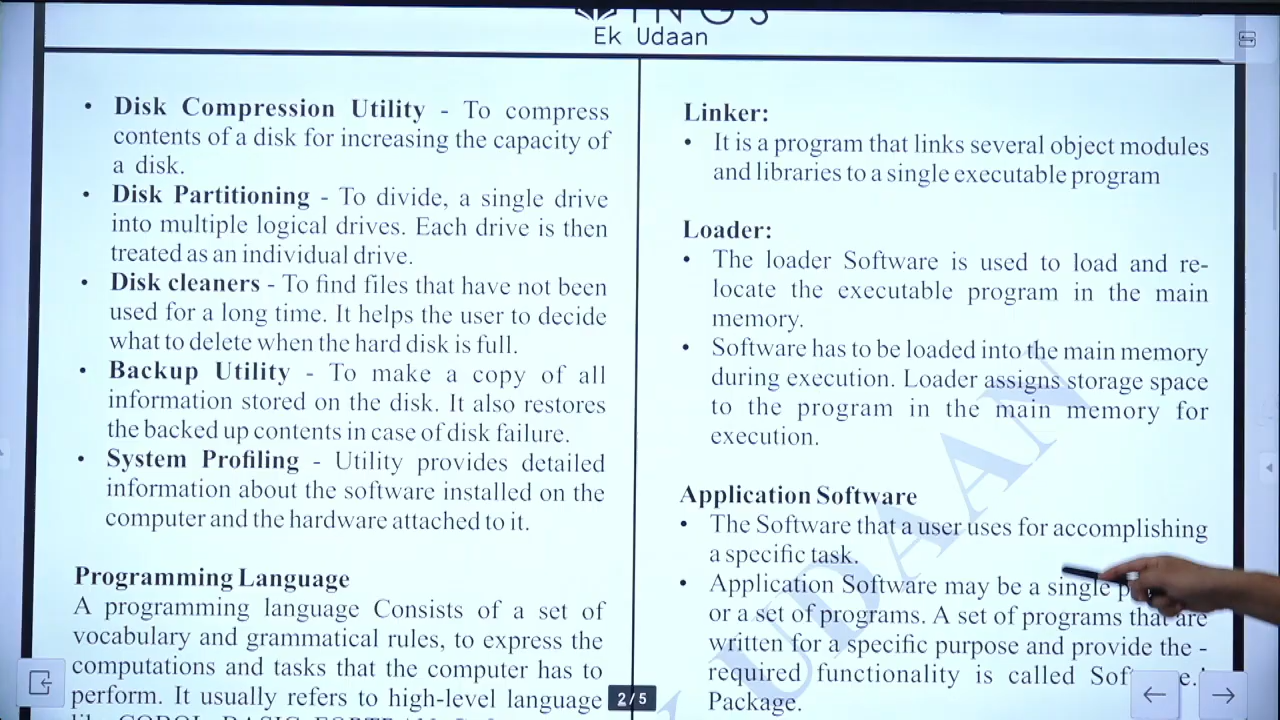 Ek Udaan
• Disk Compression Utility - To compress
contents of a disk for increasing the capacity of
a disk.
• Disk Partitioning - To divide, a single drive
into multiple logical drives. Each drive is then
treated as an individual drive.
• Disk cleaners - To find files that have not been
used for a long time. It helps the user to decide
what to delete when the hard disk is full.
• Backup Utility - To make a copy of all
information stored on the disk. It also restores
the backed up contents in case of disk failure.
• System Profiling - Utility provides detailed
information about the software installed on the
computer and the hardware attached to it.
Programming Language
A programming language Consists of a set of
vocabulary and grammatical rules, to express the
computations and tasks that the computer has to
perform. It usually refers to high-level language
Linker:
• It is a program that links several object modules
and libraries to a single executable program
Loader:
• The loader Software is used to load and re-
locate the executable program in the main
memory.
• Software has to be loaded into the main memory
during execution. Loader assigns storage space
to the program in the main memory for
execution.
Application Software
• The Software that a user uses for accomplishing
a specific task.
• Application Software may be a single
or a set of programs. A set of programs that are
written for a specific purpose and provide the -
required functionality is called
Package.
UDAAN
2/5